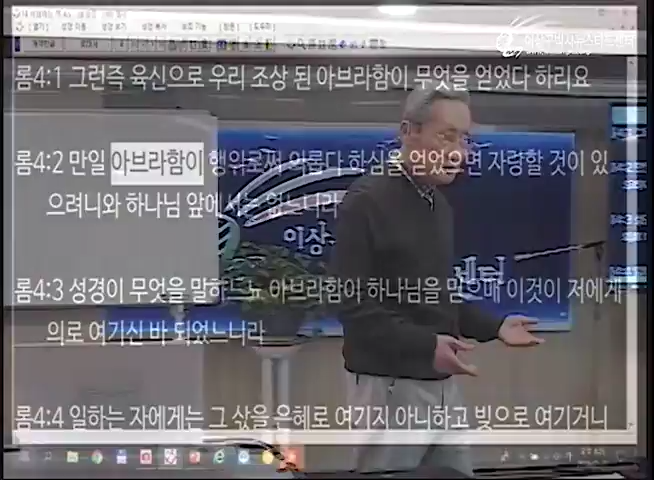 롬4:1 그런즉 육신으로 우리 조상 된 아브라함이 무엇을 얻었다 하리요
롬4:2 만일 아브라함이 행위로써 의롭다 하심을 얻었으면 자랑할 것이 있
으려니와 하나님 앞에서는 없느니라
이상
센터
롬4:3 성경이 무엇을 말하느뇨 아브라함이 하나님을 믿으매 이것이 저에게
의로 여기신 바 되었느니라
롬4:4 일하는 자에게는 그 삯을 은혜로 여기지 아니하고 빚으로 여기거니